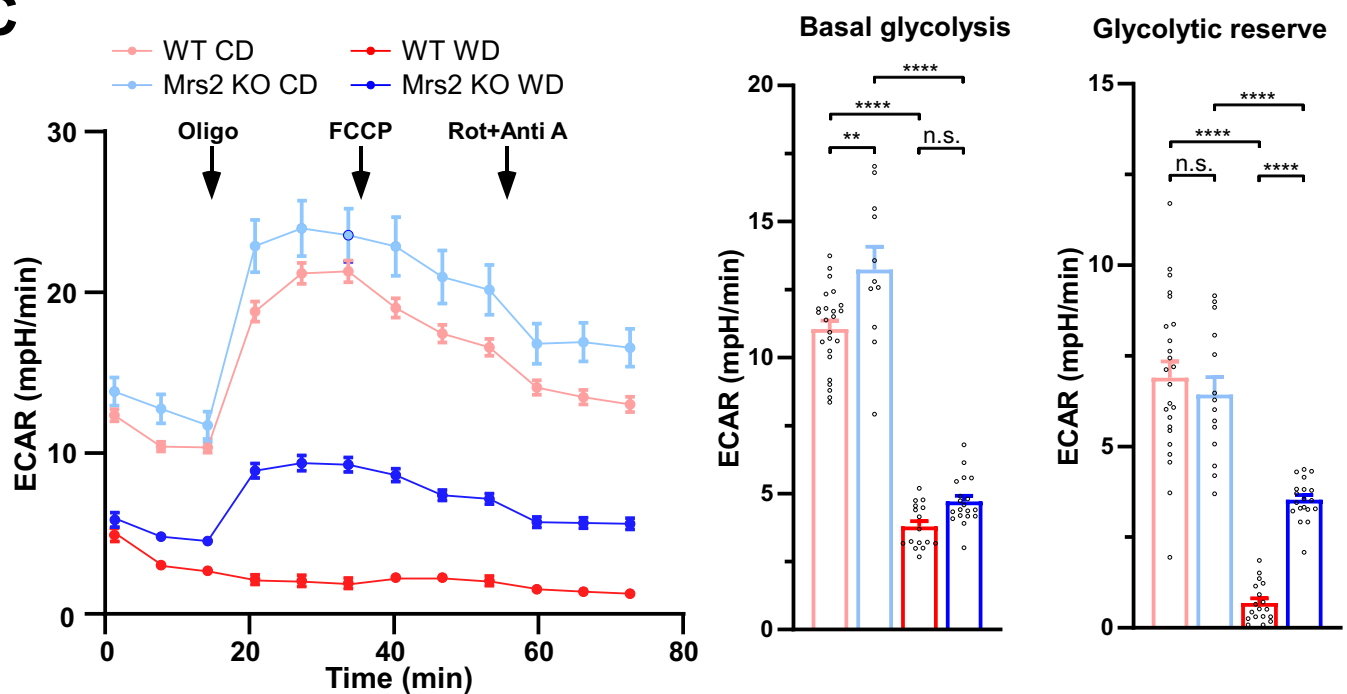 C
WT CD
WT WD
Mrs2 KO CD
Mrs2 KO WD
Oligo
FCCP
Rot+Anti A
30
20
10
0
ECAR (mpH/min)
0
20
40
60
80
Time (min)
Basal glycolysis
****
****
**
n.s.
20
15
10
5
0
ECAR (mpH/min)
Glycolytic reserve
****
****
n.s.
****
15
10
5
0
ECAR (mpH/min)